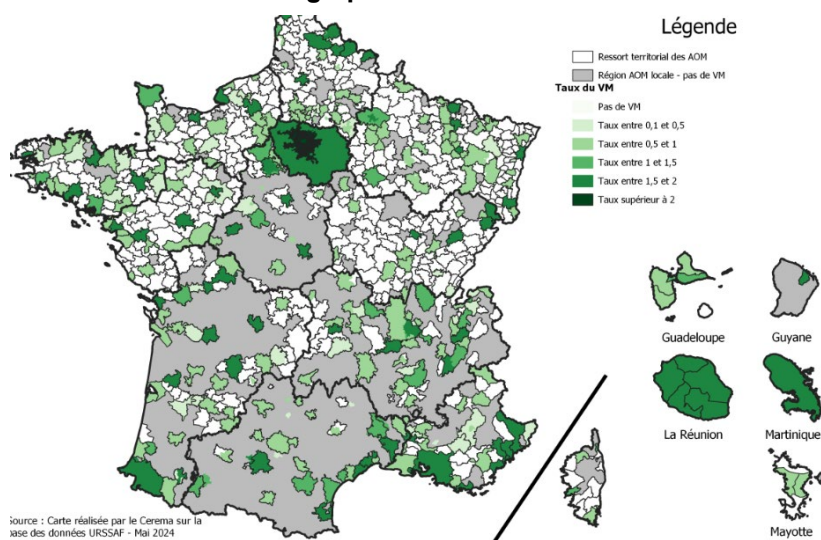 Légende
Ressort territorial des AOM
Région AOM locale - pas de VM
Taux du VM
Pas de VM
Taux entre 0,1 et 0,5
Taux entre 0,5 et 1
Taux entre 1 et 1,5
Taux entre 1,5 et 2
Taux supérieur à 2
Guadeloupe
Guyane
La Réunion
Martinique
Mayotte
Source : Carte réalisée par le Cerema sur la
base des données URSSAF - Mai 2024